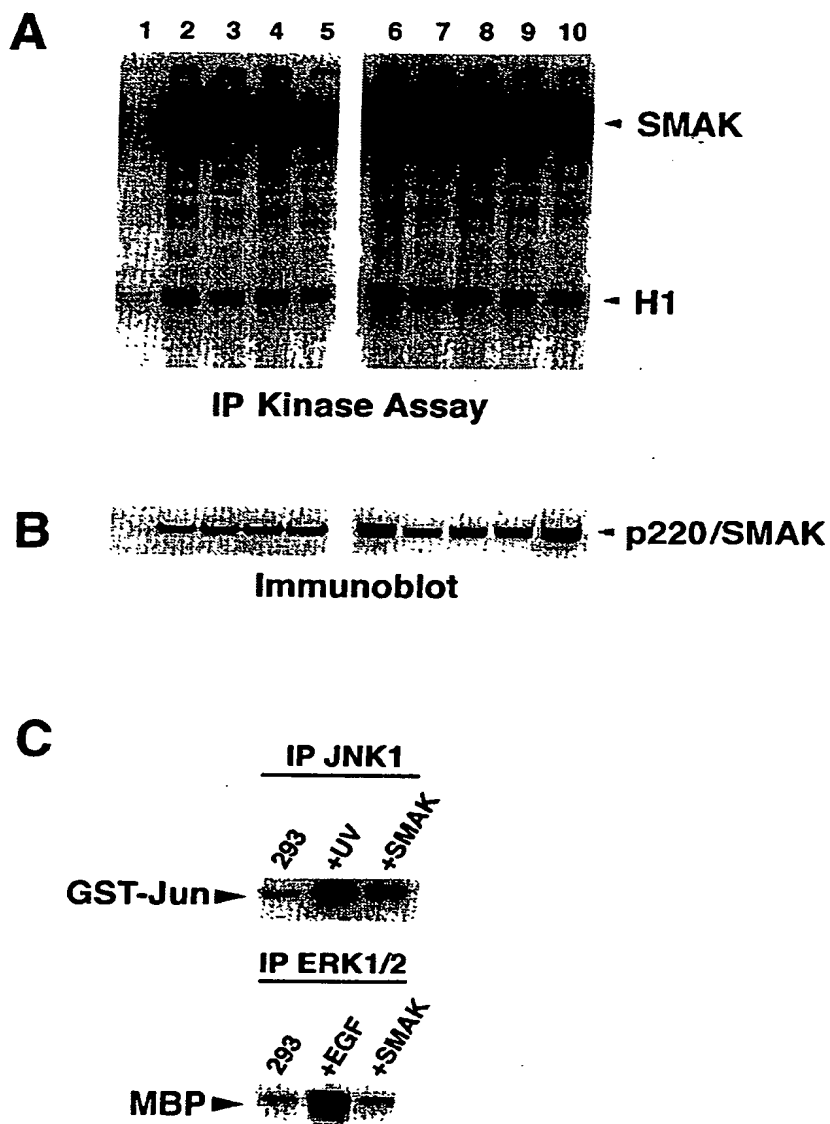 A
1 2 3 4 5 6 7 8 9 10
SMAK
H1
IP Kinase Assay
B
p220/SMAK
Immunoblot
C
IP JNK1
293 +UV +SMAK
GST-Jun
IP ERK1/2
293 +EGF +SMAK
MBP